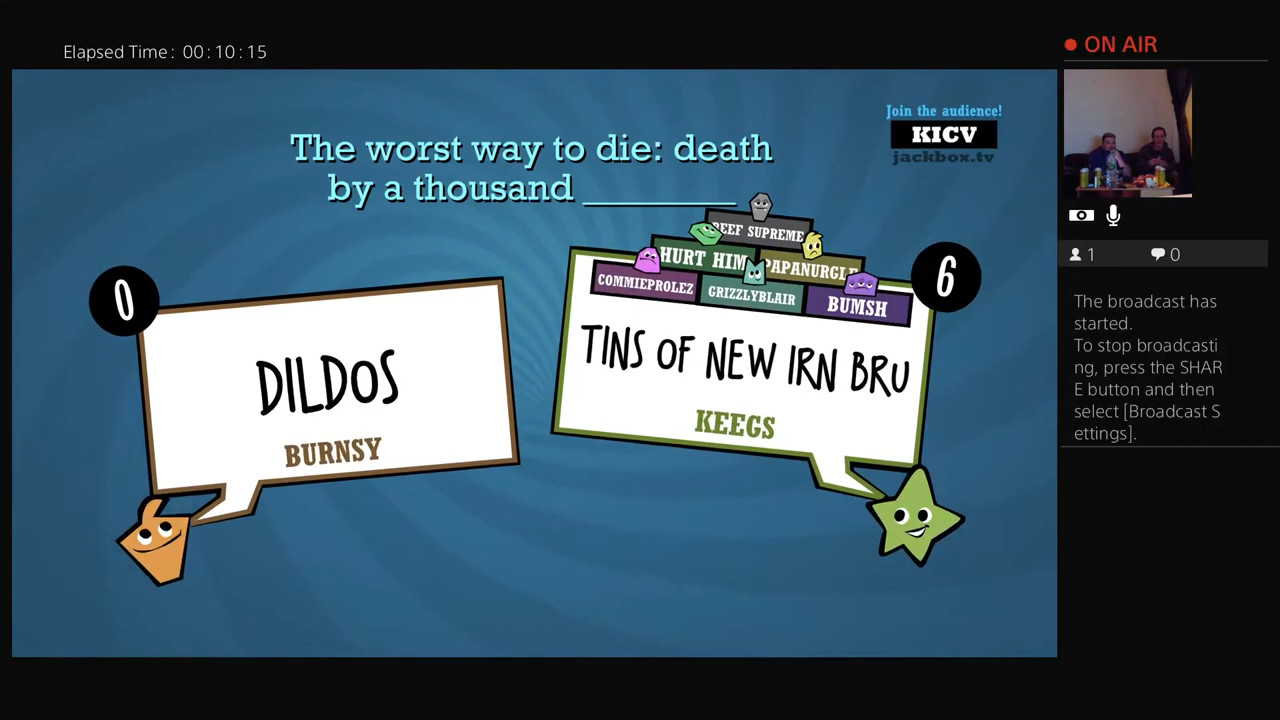 Elapsed Time: 00:10:15
ON AIR
Join the audience!
KICV
jackbox.tv
The worst way to die: death
by a thousand ________
BEEF SUPREME
HURT HIM
PAPANURGLE
COMMIEPROLEZ
GRIZZLYBLAIR
BUMSH
0
6
DILDOS
BURNSY
TINS OF NEW IRN BRU
KEEGS
1
0
The broadcast has
started.
To stop broadcasti
ng, press the SHAR
E button and then
select [Broadcast S
ettings].